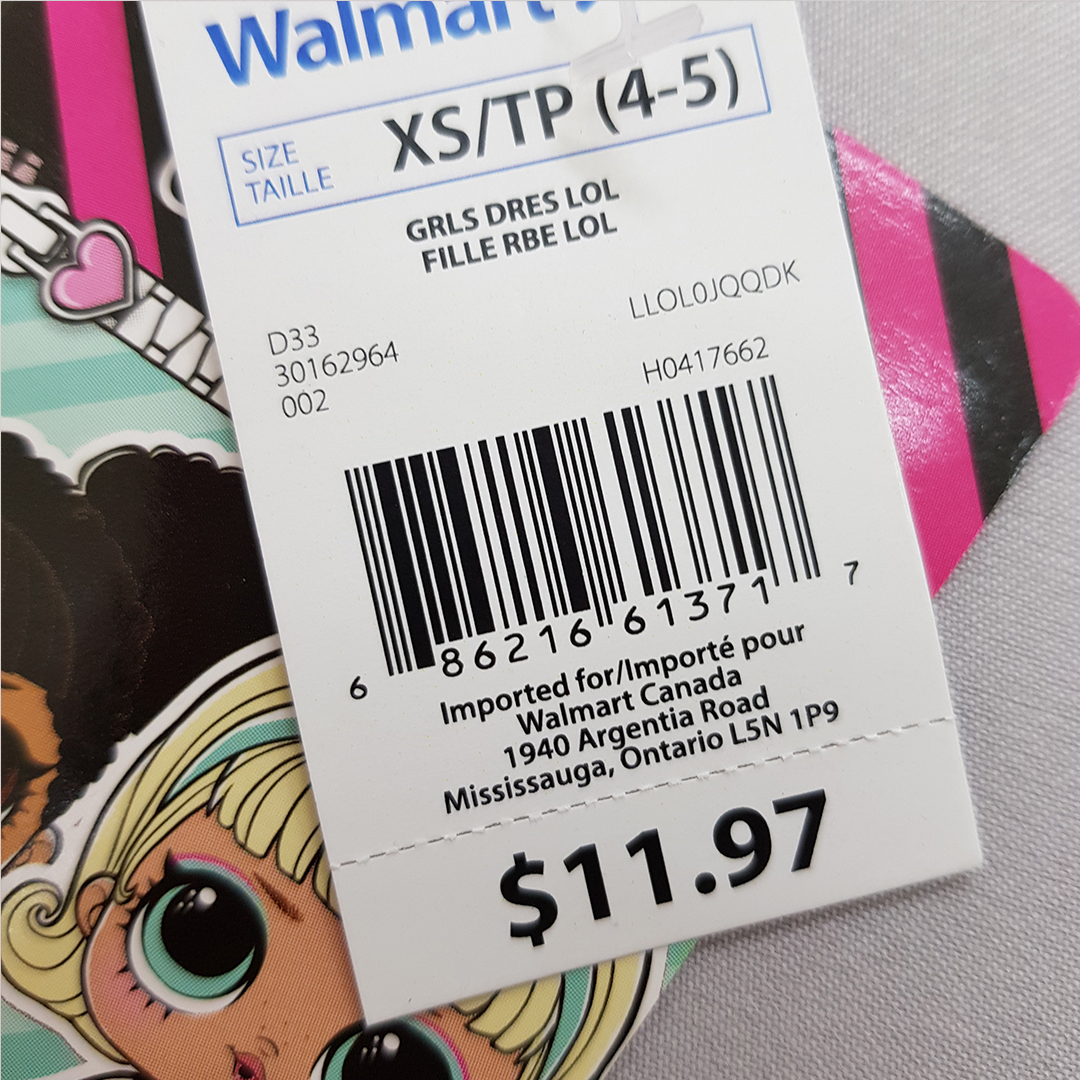 Walmart
SIZE
TAILLE
XS/TP (4-5)
GRLS DRES LOL
FILLE RBE LOL
D33
30162964
002
LLOL0JQQDK
H0417662
6 86216 61371 7
Imported for/Importé pour
Walmart Canada
1940 Argentia Road
Mississauga, Ontario L5N 1P9
$11.97